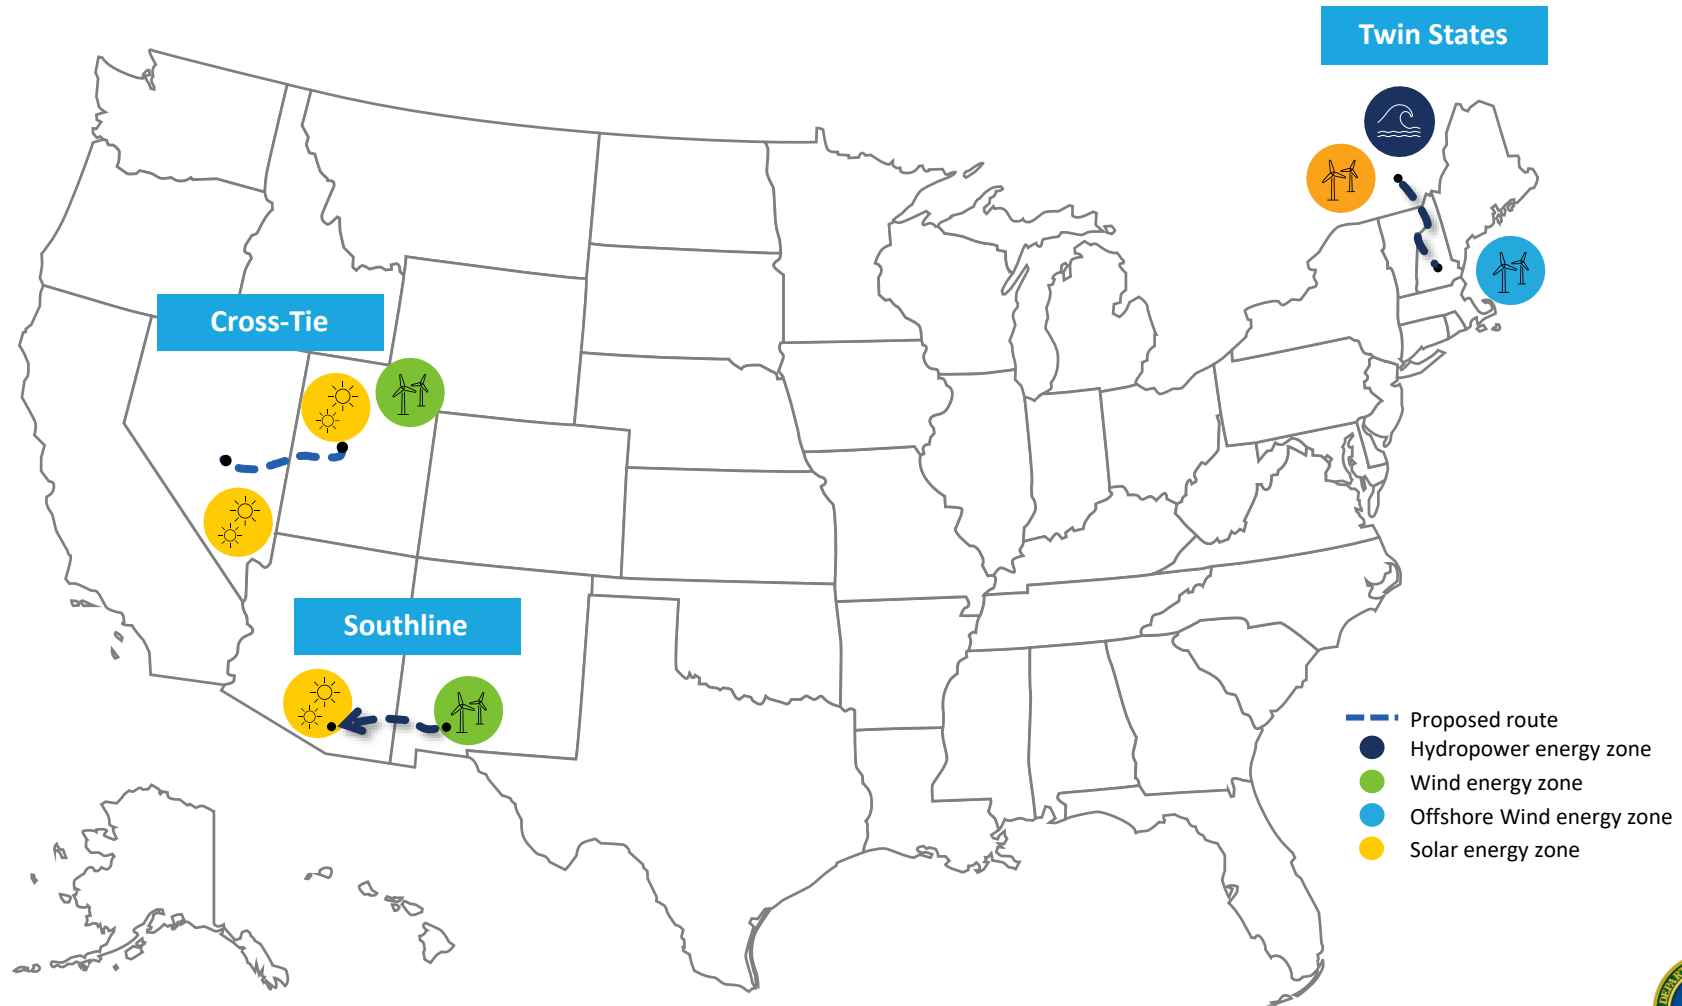 Twin States
Cross-Tie
Southline
Proposed route
Hydropower energy zone
Wind energy zone
Offshore Wind energy zone
Solar energy zone